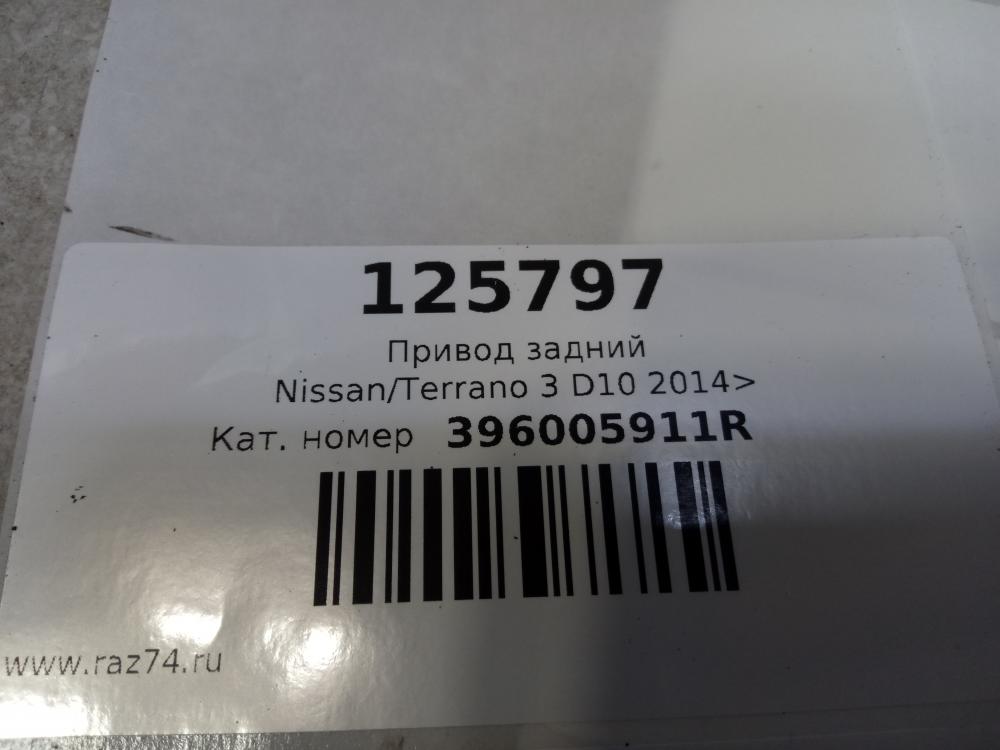 125797
Привод задний
Nissan/Terrano 3 D10 2014>
Кат. номер 396005911R
www.raz74.ru